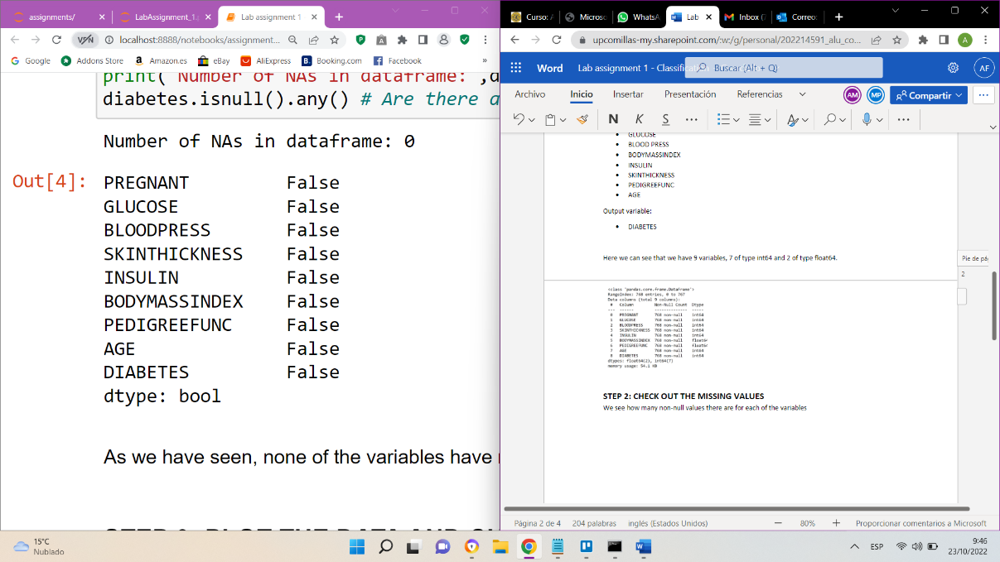 assignments/
LabAssignment_1.
Lab assignment 1
VPN
localhost:8888/notebooks/assignment...
Google
Addons Store
Amazon.es
eBay
AliExpress
Booking.com
Facebook
»
print( Number of NAs in dataframe: ,d
diabetes.isnull().any() # Are there a
Number of NAs in dataframe: 0
Out[4]:
PREGNANT False
GLUCOSE False
BLOODPRESS False
SKINTHICKNESS False
INSULIN False
BODYMASSINDEX False
PEDIGREEFUNC False
AGE False
DIABETES False
dtype: bool
As we have seen, none of the variables have
Curso: A
Microso
WhatsA
Lab
Inbox (7
Correo:
upcomillas-my.sharepoint.com/:w:/g/personal/202214591_alu_co...
A
Word
Lab assignment 1 - Classific
Buscar (Alt + Q)
AF
Archivo
Inicio
Insertar
Presentación
Referencias
AM
MP
Compartir
N K S
GLUCOSE
BLOOD PRESS
BODYMASSINDEX
INSULIN
SKINTHICKNESS
PEDIGREEFUNC
AGE
Output variable:
DIABETES
Here we can see that we have 9 variables, 7 of type int64 and 2 of type float64.
Pie de pág
2
<class 'pandas.core.frame.DataFrame'>
RangeIndex: 768 entries, 0 to 767
Data columns (total 9 columns):
# Column Non-Null Count Dtype
--- ------ -------------- -----
0 PREGNANT 768 non-null int64
1 GLUCOSE 768 non-null int64
2 BLOODPRESS 768 non-null int64
3 SKINTHICKNESS 768 non-null int64
4 INSULIN 768 non-null int64
5 BODYMASSINDEX 768 non-null float64
6 PEDIGREEFUNC 768 non-null float64
7 AGE 768 non-null int64
8 DIABETES 768 non-null int64
dtypes: float64(2), int64(7)
memory usage: 54.1 KB
STEP 2: CHECK OUT THE MISSING VALUES
We see how many non-null values there are for each of the variables
Página 2 de 4
204 palabras
inglés (Estados Unidos)
80%
Proporcionar comentarios a Microsoft
15°C
Nublado
ESP
9:46
23/10/2022